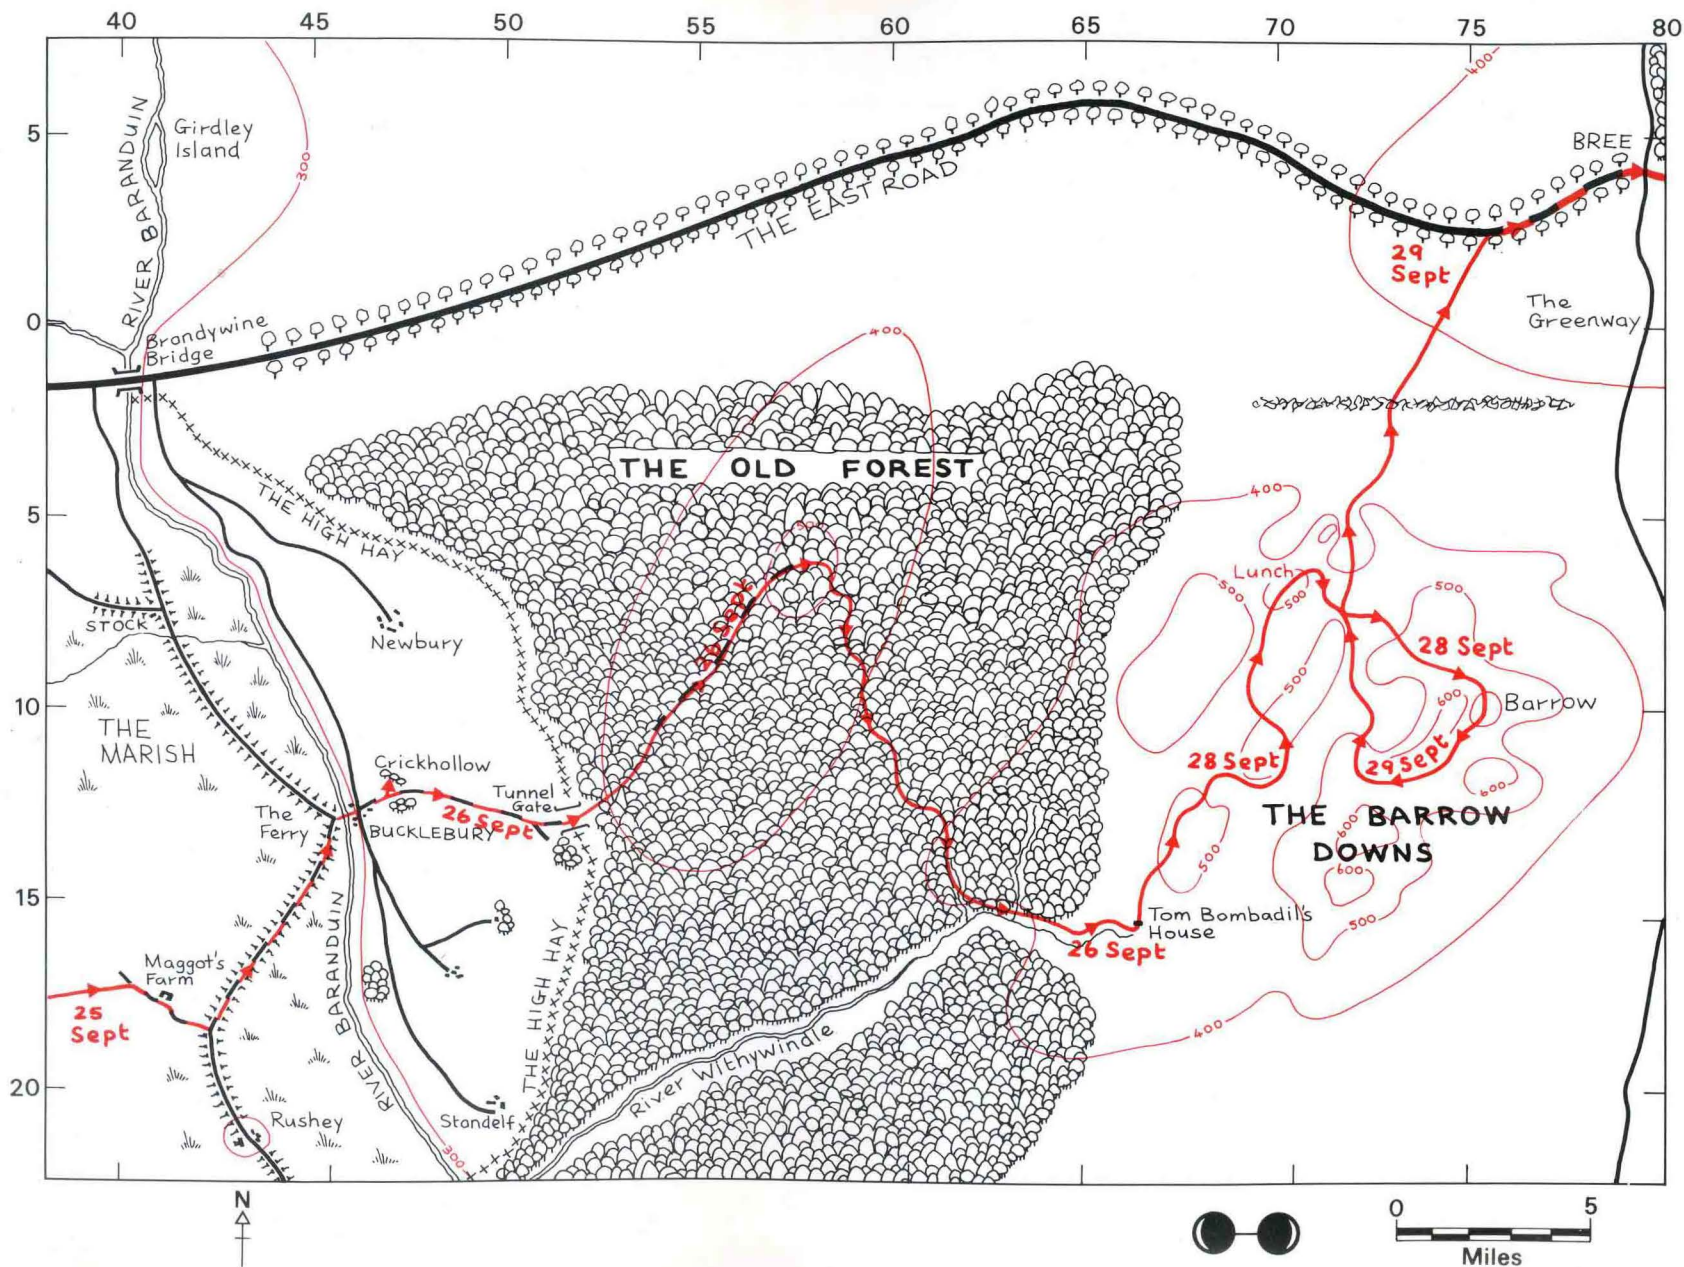 40 45 50 55 60 65 70 75 80
5
0
5
10
15
20
RIVER BARANDUIN
Girdley
Island
300
400
BREE
THE EAST ROAD
29
Sept
The
Greenway
Brandywine
Bridge
400
THE OLD FOREST
THE HIGH HAY
400
500
Lunch
500
500
500
STOCK
Newbury
26 Sept
28 Sept
500
600
Barrow
THE
MARISH
Crickhollow
Tunnel
Gate
28 Sept
29 Sept
600
The
Ferry
BUCKLEBURY
26 Sept
THE BARROW
DOWNS
600
600
500
500
Tom Bombadil's
House
26 Sept
Maggot's
Farm
25
Sept
RIVER BARANDUIN
THE HIGH HAY
400
River Withywindle
Rushey
Standelf
300
N
0 5
Miles